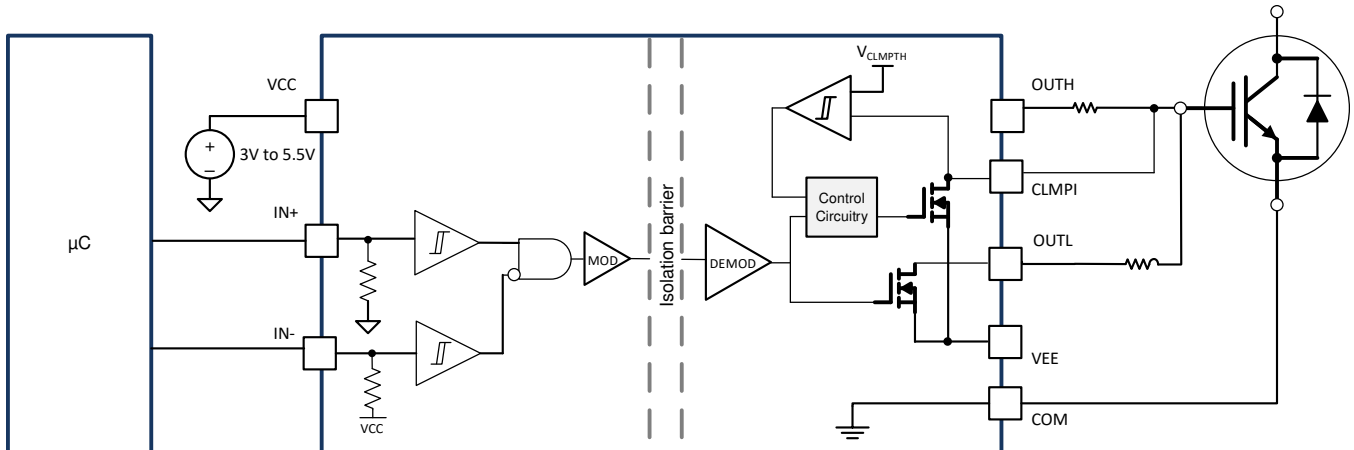 µC
VCC
+
−
3V to 5.5V
IN+
IN-
VCC
MOD
Isolation barrier
DEMOD
VCLMPTH
Control
Circuitry
OUTH
CLMPI
OUTL
VEE
COM